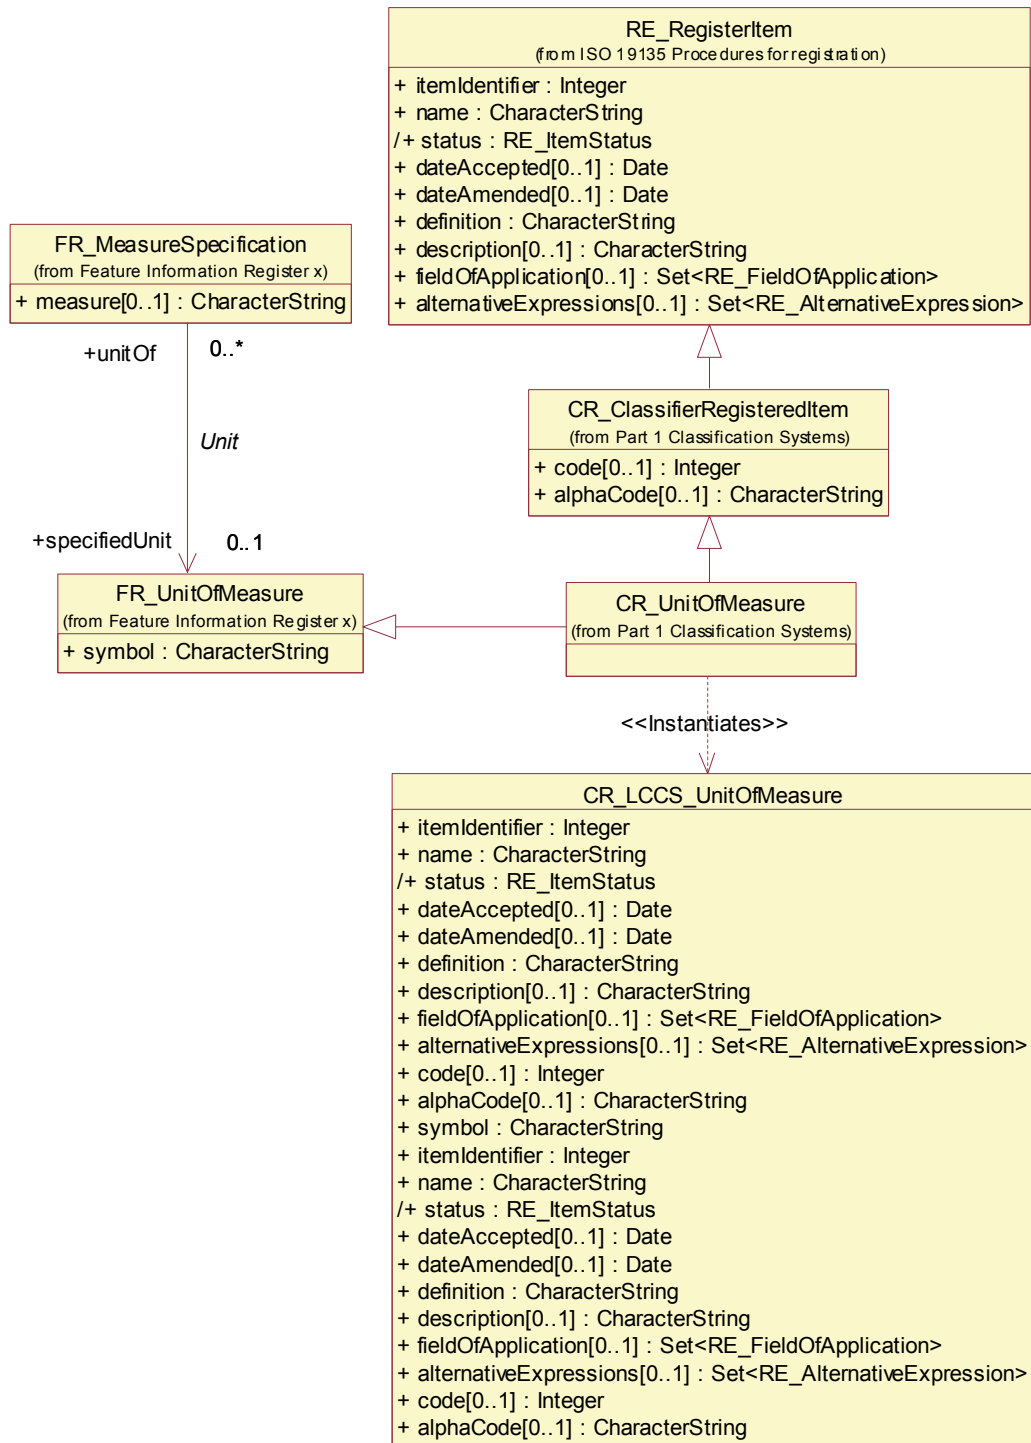 RE_RegisterItem
(from ISO 19135 Procedures for registration)
+ itemIdentifier : Integer
+ name : CharacterString
/+ status : RE_ItemStatus
+ dateAccepted[0..1] : Date
+ dateAmended[0..1] : Date
+ definition : CharacterString
+ description[0..1] : CharacterString
+ fieldOfApplication[0..1] : Set<RE_FieldOfApplication>
+ alternativeExpressions[0..1] : Set<RE_AlternativeExpression>
FR_MeasureSpecification
(from Feature Information Register x)
+ measure[0..1] : CharacterString
+unitOf
0..*
Unit
+specifiedUnit
0..1
CR_ClassifierRegisteredItem
(from Part 1 Classification Systems)
+ code[0..1] : Integer
+ alphaCode[0..1] : CharacterString
FR_UnitOfMeasure
(from Feature Information Register x)
+ symbol : CharacterString
CR_UnitOfMeasure
(from Part 1 Classification Systems)
<<Instantiates>>
CR_LCCS_UnitOfMeasure
+ itemIdentifier : Integer
+ name : CharacterString
/+ status : RE_ItemStatus
+ dateAccepted[0..1] : Date
+ dateAmended[0..1] : Date
+ definition : CharacterString
+ description[0..1] : CharacterString
+ fieldOfApplication[0..1] : Set<RE_FieldOfApplication>
+ alternativeExpressions[0..1] : Set<RE_AlternativeExpression>
+ code[0..1] : Integer
+ alphaCode[0..1] : CharacterString
+ symbol : CharacterString
+ itemIdentifier : Integer
+ name : CharacterString
/+ status : RE_ItemStatus
+ dateAccepted[0..1] : Date
+ dateAmended[0..1] : Date
+ definition : CharacterString
+ description[0..1] : CharacterString
+ fieldOfApplication[0..1] : Set<RE_FieldOfApplication>
+ alternativeExpressions[0..1] : Set<RE_AlternativeExpression>
+ code[0..1] : Integer
+ alphaCode[0..1] : CharacterString